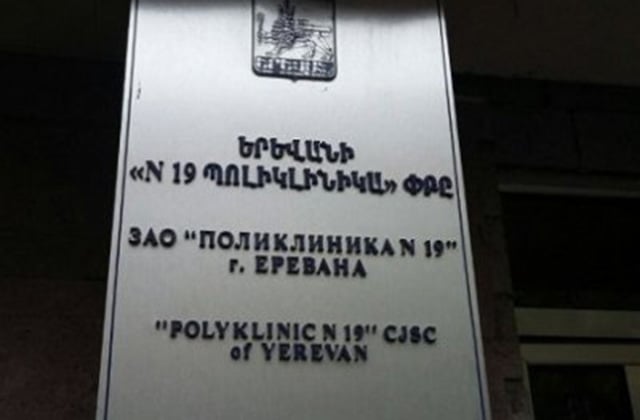 ԵՐԵՎԱՆԻ
«N 19 ՊՈԼԻԿԼԻՆԻԿԱ» ՓԲԸ
ЗАО "ПОЛИКЛИНИКА N 19"
г. ЕРЕВАНА
"POLYKLINIC N 19" CJSC
of YEREVAN